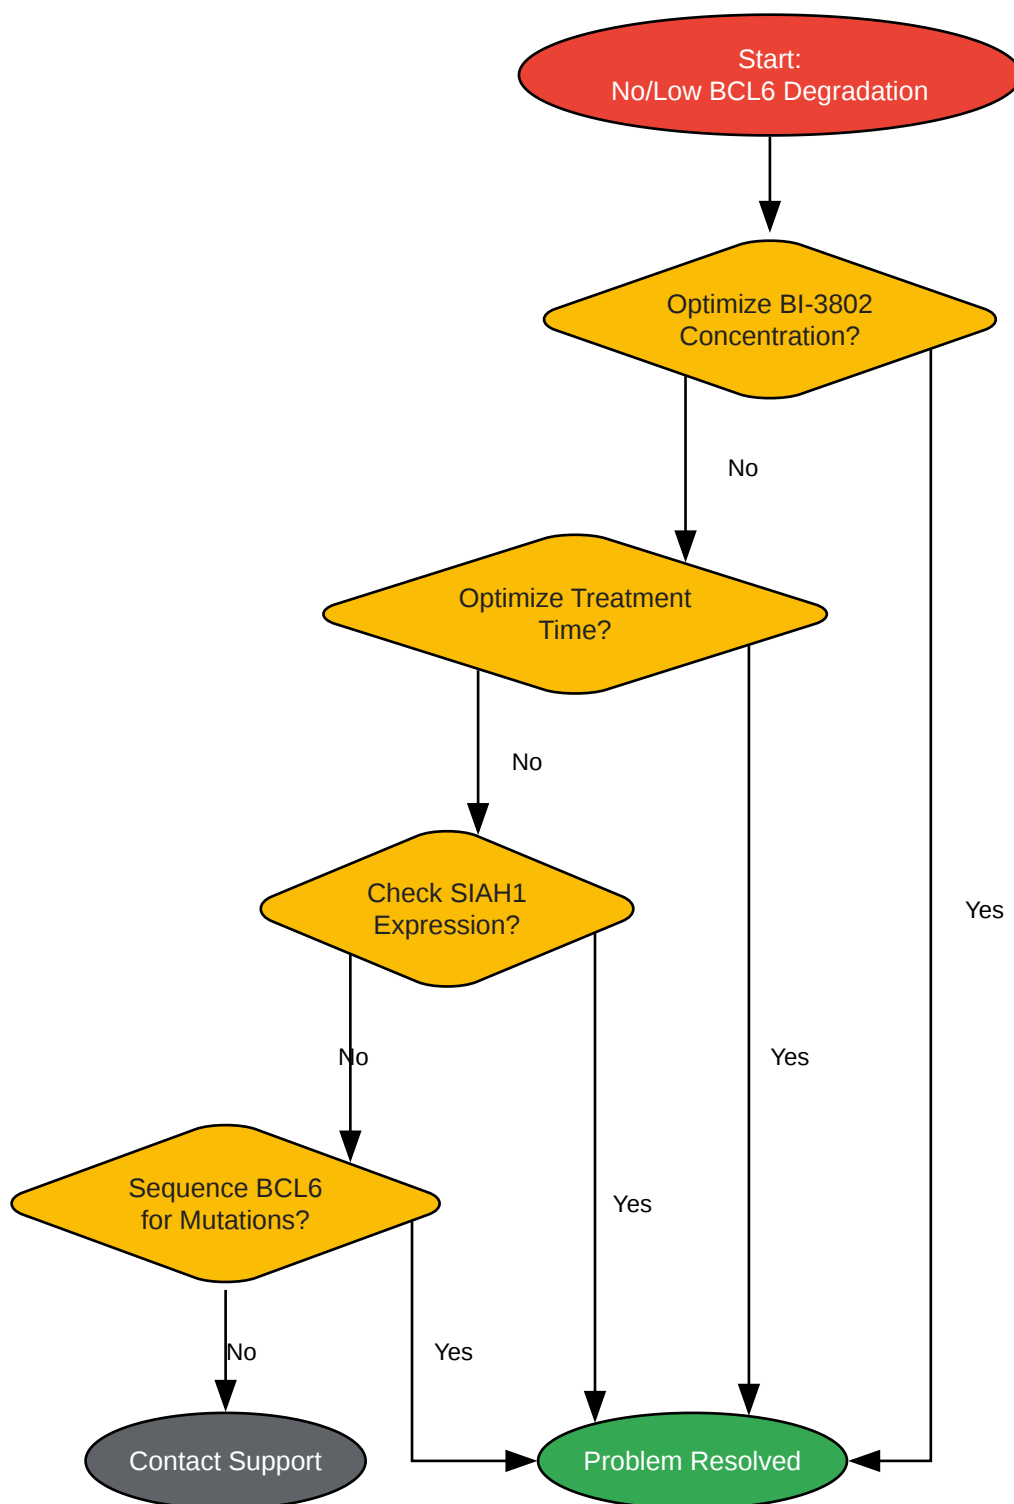 Start:
No/Low BCL6 Degradation
Optimize BI-3802
Concentration?
No
Optimize Treatment
Time?
No
Check SIAH1
Expression?
Yes
No
Yes
Sequence BCL6
for Mutations?
Yes
No
Yes
Contact Support
Problem Resolved